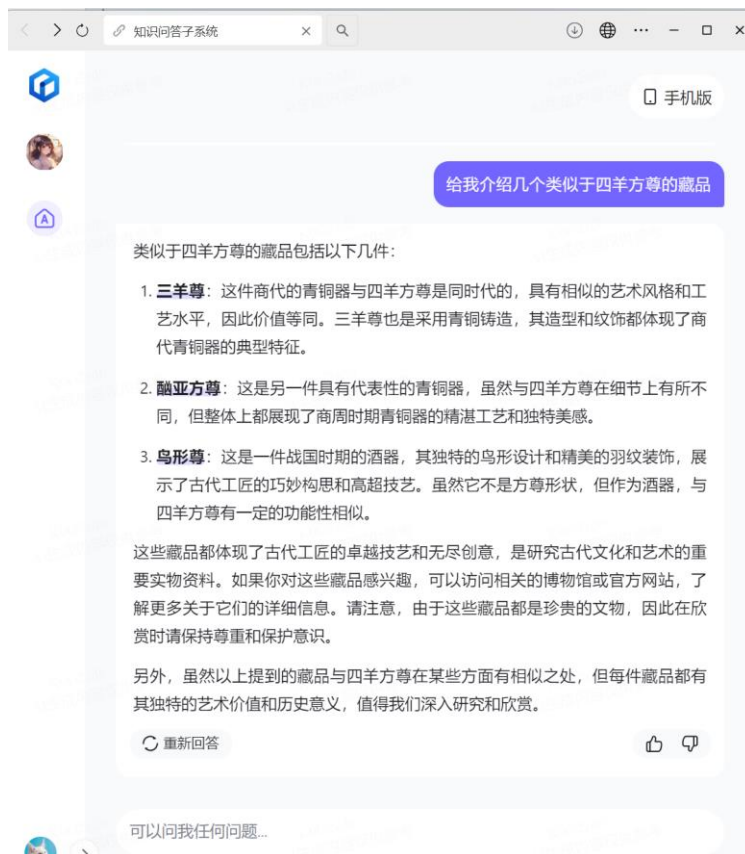 知识问答子系统
手机版
给我介绍几个类似于四羊方尊的藏品
类似于四羊方尊的藏品包括以下几件：
1. 三羊尊：这件商代的青铜器与四羊方尊是同时代的，具有相似的艺术风格和工
艺水平，因此价值等同。三羊尊也是采用青铜铸造，其造型和纹饰都体现了商
代青铜器的典型特征。
2. 酗亚方尊：这是另一件具有代表性的青铜器，虽然与四羊方尊在细节上有所不
同，但整体上都展现了商周时期青铜器的精湛工艺和独特美感。
3. 鸟形尊：这是一件战国时期的酒器，其独特的鸟形设计和精美的羽纹装饰，展
示了古代工匠的巧妙构思和高超技艺。虽然它不是方尊形状，但作为酒器，与
四羊方尊有一定的功能性相似。
这些藏品都体现了古代工匠的卓越技艺和无尽创意，是研究古代文化和艺术的重
要实物资料。如果你对这些藏品感兴趣，可以访问相关的博物馆或官方网站，了
解更多关于它们的详细信息。请注意，由于这些藏品都是珍贵的文物，因此在欣
赏时请保持尊重和保护意识。
另外，虽然以上提到的藏品与四羊方尊在某些方面有相似之处，但每件藏品都有
其独特的艺术价值和历史意义，值得我们深入研究和欣赏。
重新回答
可以问我任何问题...